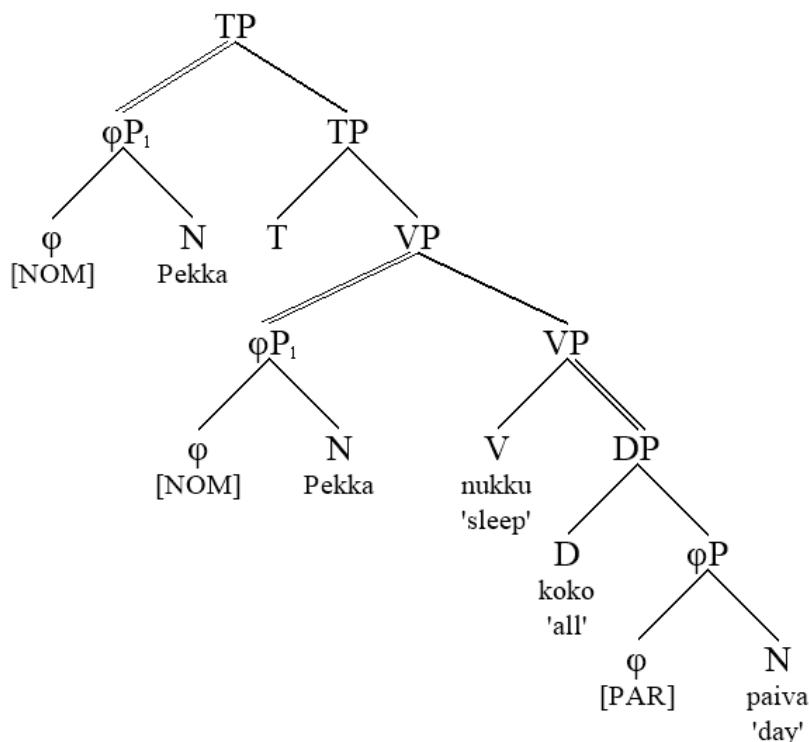 TP
φP₁ TP
φ N T VP
[NOM] Pekka
φP₁ VP
φ N V DP
[NOM] Pekka nukku
'sleep'
D φP
koko
'all'
φ N
[PAR] paiva
'day'